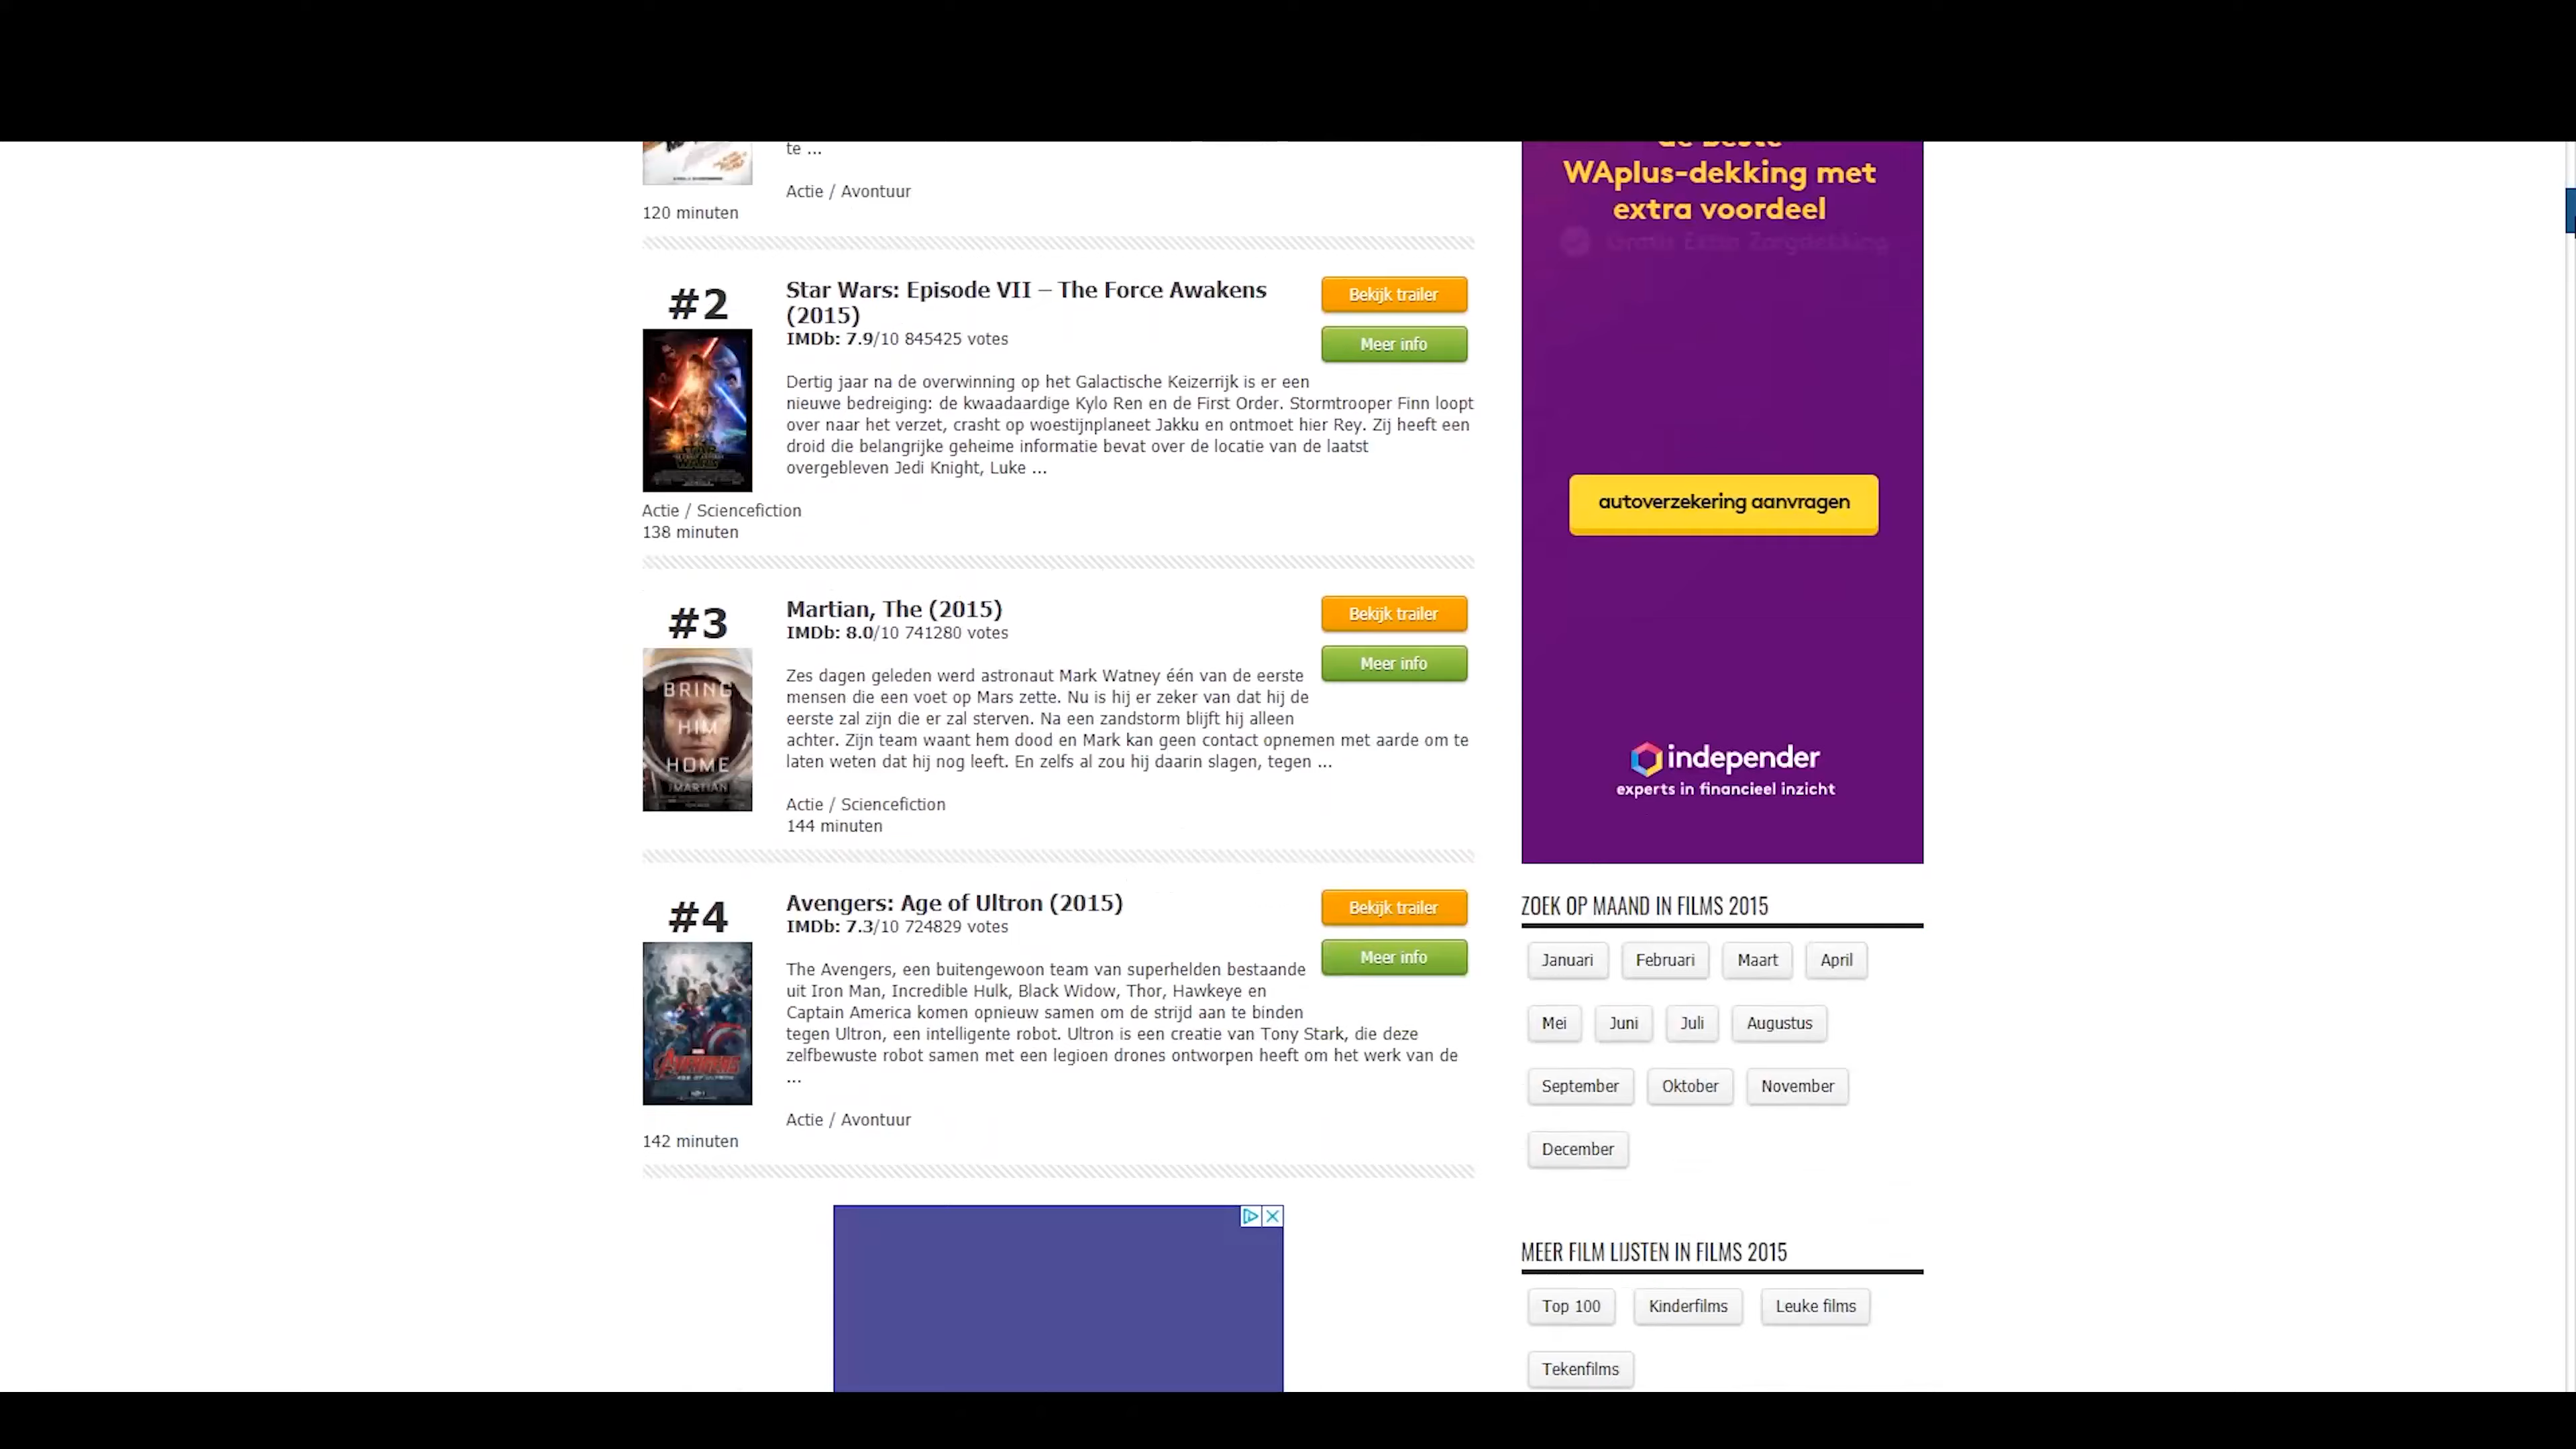 te ...
Actie / Avontuur
120 minuten
#2
Star Wars: Episode VII – The Force Awakens
(2015)
IMDb: 7.9/10 845425 votes
Bekijk trailer
Meer info
Dertig jaar na de overwinning op het Galactische Keizerrijk is er een
nieuwe bedreiging: de kwaadaardige Kylo Ren en de First Order. Stormtrooper Finn loopt
over naar het verzet, crasht op woestijnplaneet Jakku en ontmoet hier Rey. Zij heeft een
droid die belangrijke geheime informatie bevat over de locatie van de laatst
overgebleven Jedi Knight, Luke ...
Actie / Sciencefiction
138 minuten
#3
Martian, The (2015)
IMDb: 8.0/10 741280 votes
Bekijk trailer
Meer info
Zes dagen geleden werd astronaut Mark Watney één van de eerste
mensen die een voet op Mars zette. Nu is hij er zeker van dat hij de
eerste zal zijn die er zal sterven. Na een zandstorm blijft hij alleen
achter. Zijn team waant hem dood en Mark kan geen contact opnemen met aarde om te
laten weten dat hij nog leeft. En zelfs al zou hij daarin slagen, tegen ...
BRING
HIM
HOME
MARTIAN
Actie / Sciencefiction
144 minuten
#4
Avengers: Age of Ultron (2015)
IMDb: 7.3/10 724829 votes
Bekijk trailer
Meer info
The Avengers, een buitengewoon team van superhelden bestaande
uit Iron Man, Incredible Hulk, Black Widow, Thor, Hawkeye en
Captain America komen opnieuw samen om de strijd aan te binden
tegen Ultron, een intelligente robot. Ultron is een creatie van Tony Stark, die deze
zelfbewuste robot samen met een legioen drones ontworpen heeft om het werk van de
...
AVENGERS
Actie / Avontuur
142 minuten
de beste
WAplus-dekking met
extra voordeel
Gratis Extra Zorgdekking
autoverzekering aanvragen
independer
experts in financieel inzicht
ZOEK OP MAAND IN FILMS 2015
Januari Februari Maart April
Mei Juni Juli Augustus
September Oktober November
December
MEER FILM LIJSTEN IN FILMS 2015
Top 100 Kinderfilms Leuke films
Tekenfilms